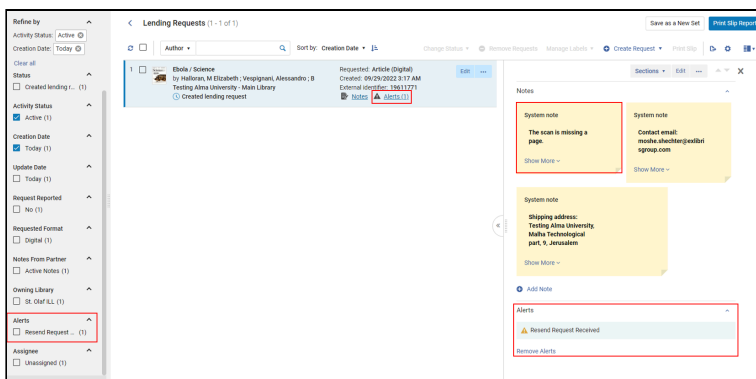 Refine by
Activity Status: Active
Creation Date: Today
Clear all
Status
Created lending r... (1)
Activity Status
Active (1)
Creation Date
Today (1)
Update Date
Today (1)
Request Reported
No (1)
Requested Format
Digital (1)
Notes From Partner
Active Notes (1)
Owning Library
St. Olaf ILL (1)
Alerts
Resend Request ... (1)
Assignee
Unassigned (1)
Lending Requests (1 - 1 of 1)
Save as a New Set
Print Slip Report
Author
Sort by: Creation Date
Change Status
Remove Requests
Manage Labels
Create Request
Print Slip
1
Ebola / Science
by Halloran, M Elizabeth ; Vespignani, Alessandro ; B
Testing Alma University - Main Library
Created lending request
Requested: Article (Digital)
Created: 09/29/2022 3:17 AM
External identifier: 19611771
Notes Alerts (1)
Edit
Sections Edit
Notes
System note
The scan is missing a
page.
Show More
System note
Contact email:
moshe.shechter@exlibri
sgroup.com
Show More
System note
Shipping address:
Testing Alma University,
Malha Technological
part, 9, Jerusalem
Show More
Add Note
Alerts
Resend Request Received
Remove Alerts